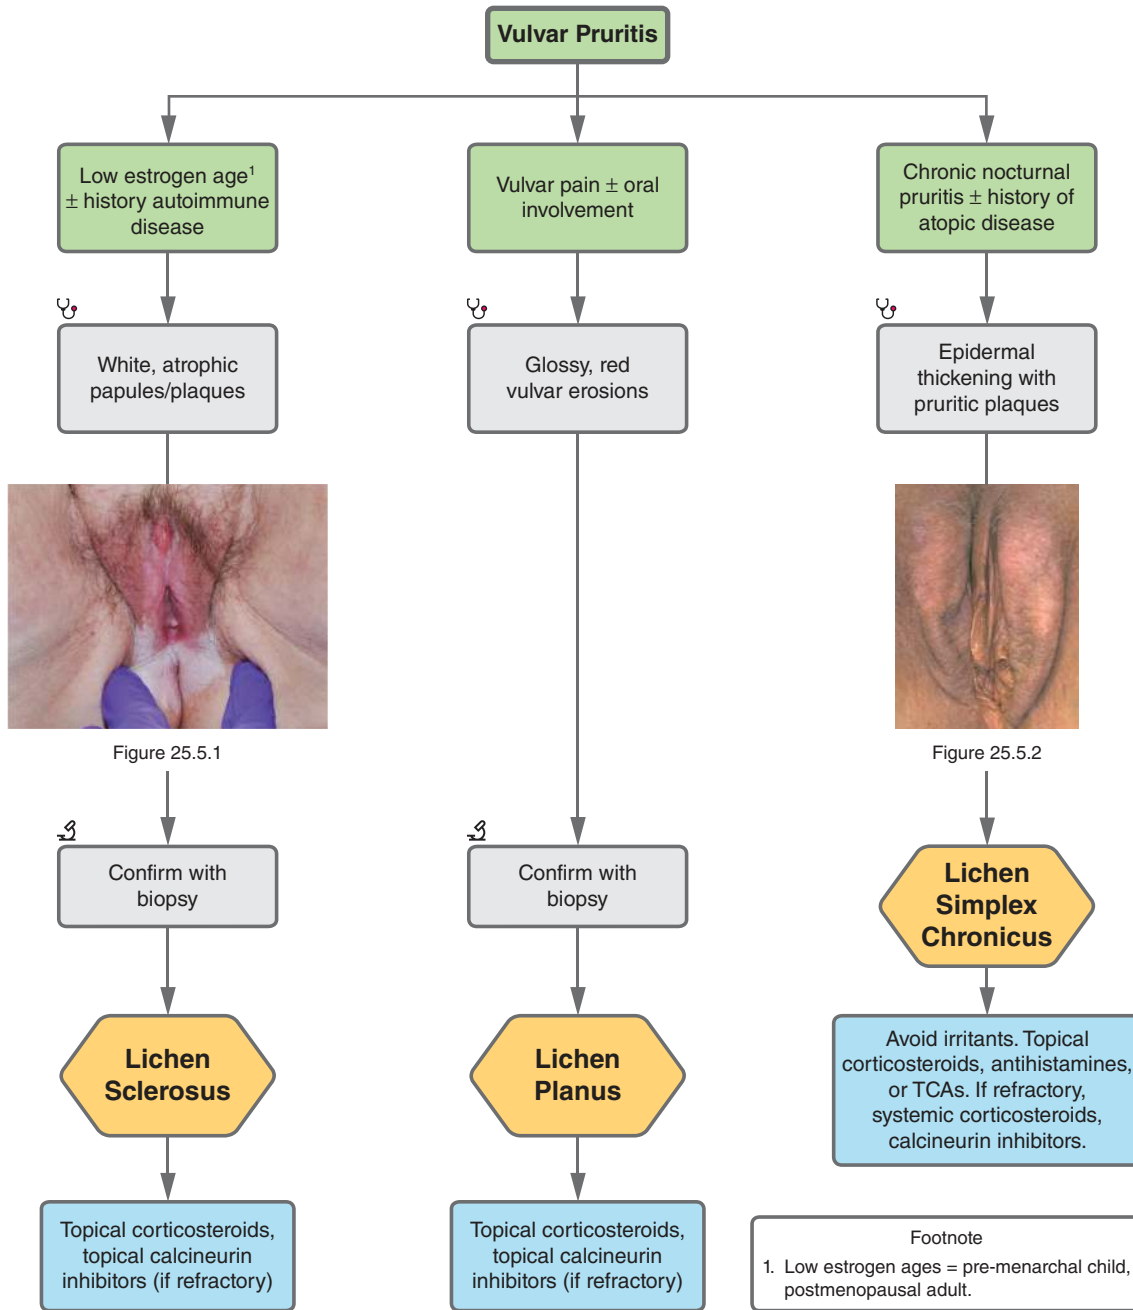 Vulvar Pruritis
Low estrogen age¹
± history autoimmune
disease
Vulvar pain ± oral
involvement
Chronic nocturnal
pruritis ± history of
atopic disease
White, atrophic
papules/plaques
Glossy, red
vulvar erosions
Epidermal
thickening with
pruritic plaques
Figure 25.5.1
Figure 25.5.2
Confirm with
biopsy
Confirm with
biopsy
Lichen
Simplex
Chronicus
Lichen
Sclerosus
Lichen
Planus
Avoid irritants. Topical
corticosteroids, antihistamines,
or TCAs. If refractory,
systemic corticosteroids,
calcineurin inhibitors.
Topical corticosteroids,
topical calcineurin
inhibitors (if refractory)
Topical corticosteroids,
topical calcineurin
inhibitors (if refractory)
Footnote
1. Low estrogen ages = pre-menarchal child,
postmenopausal adult.